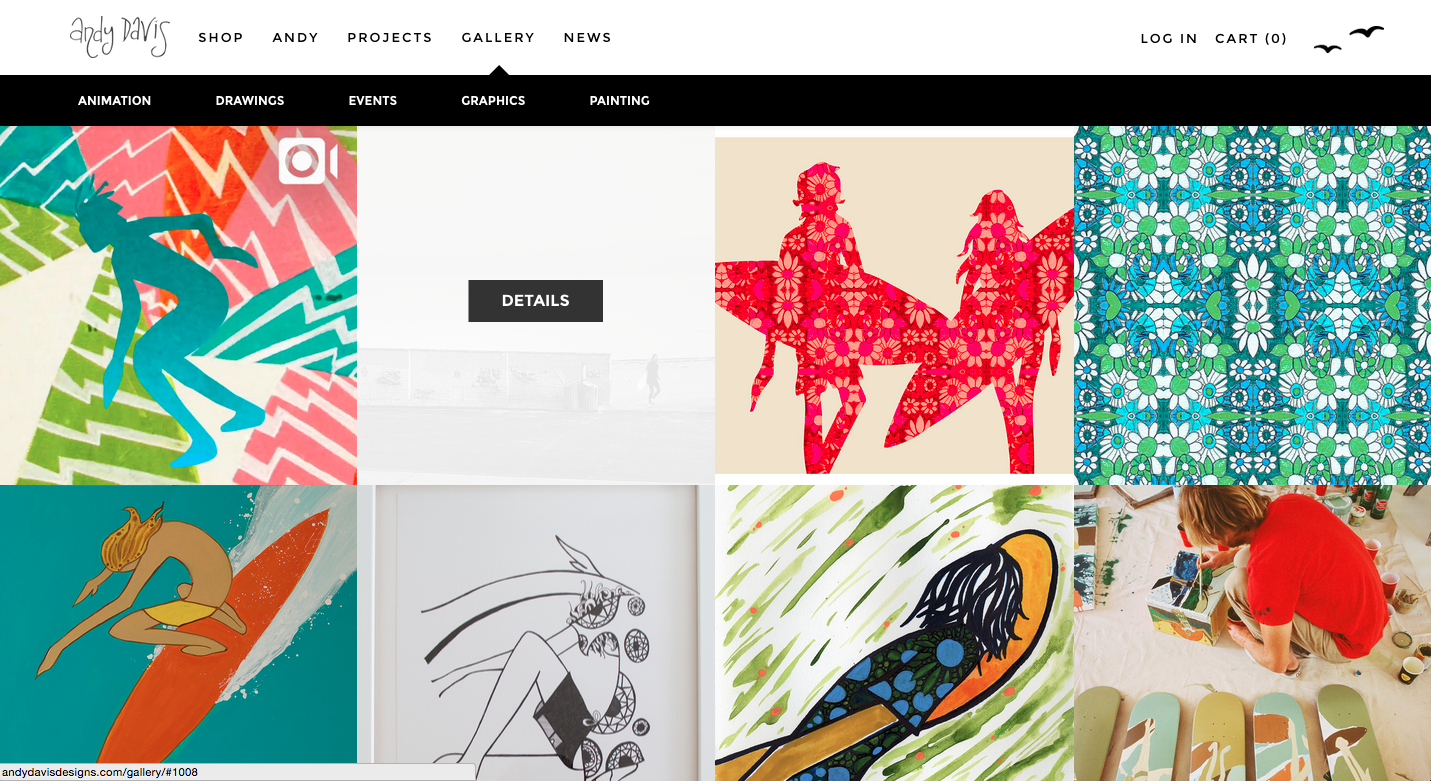 andy DAVIS
SHOP ANDY PROJECTS GALLERY NEWS
LOG IN CART (0)
ANIMATION DRAWINGS EVENTS GRAPHICS PAINTING
DETAILS
andydavisdesigns.com/gallery/#1008